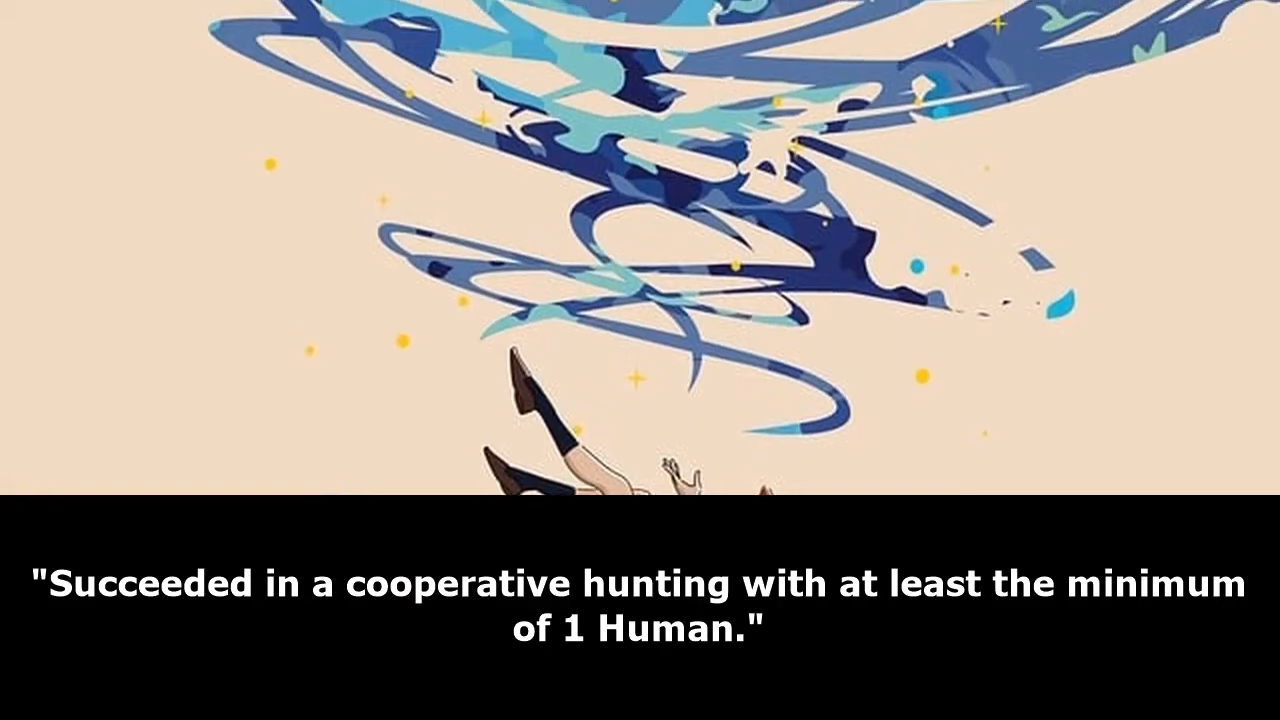 "Succeeded in a cooperative hunting with at least the minimum
of 1 Human."